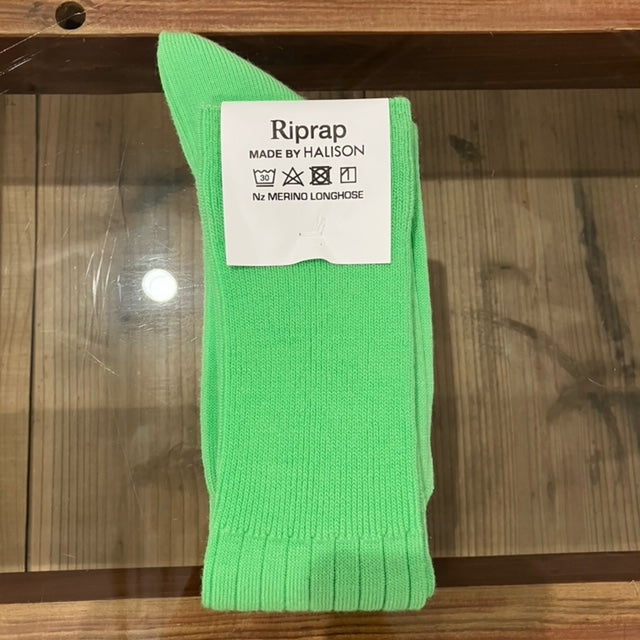 Riprap
MADE BY HALISON
30
Nz MERINO LONGHOSE